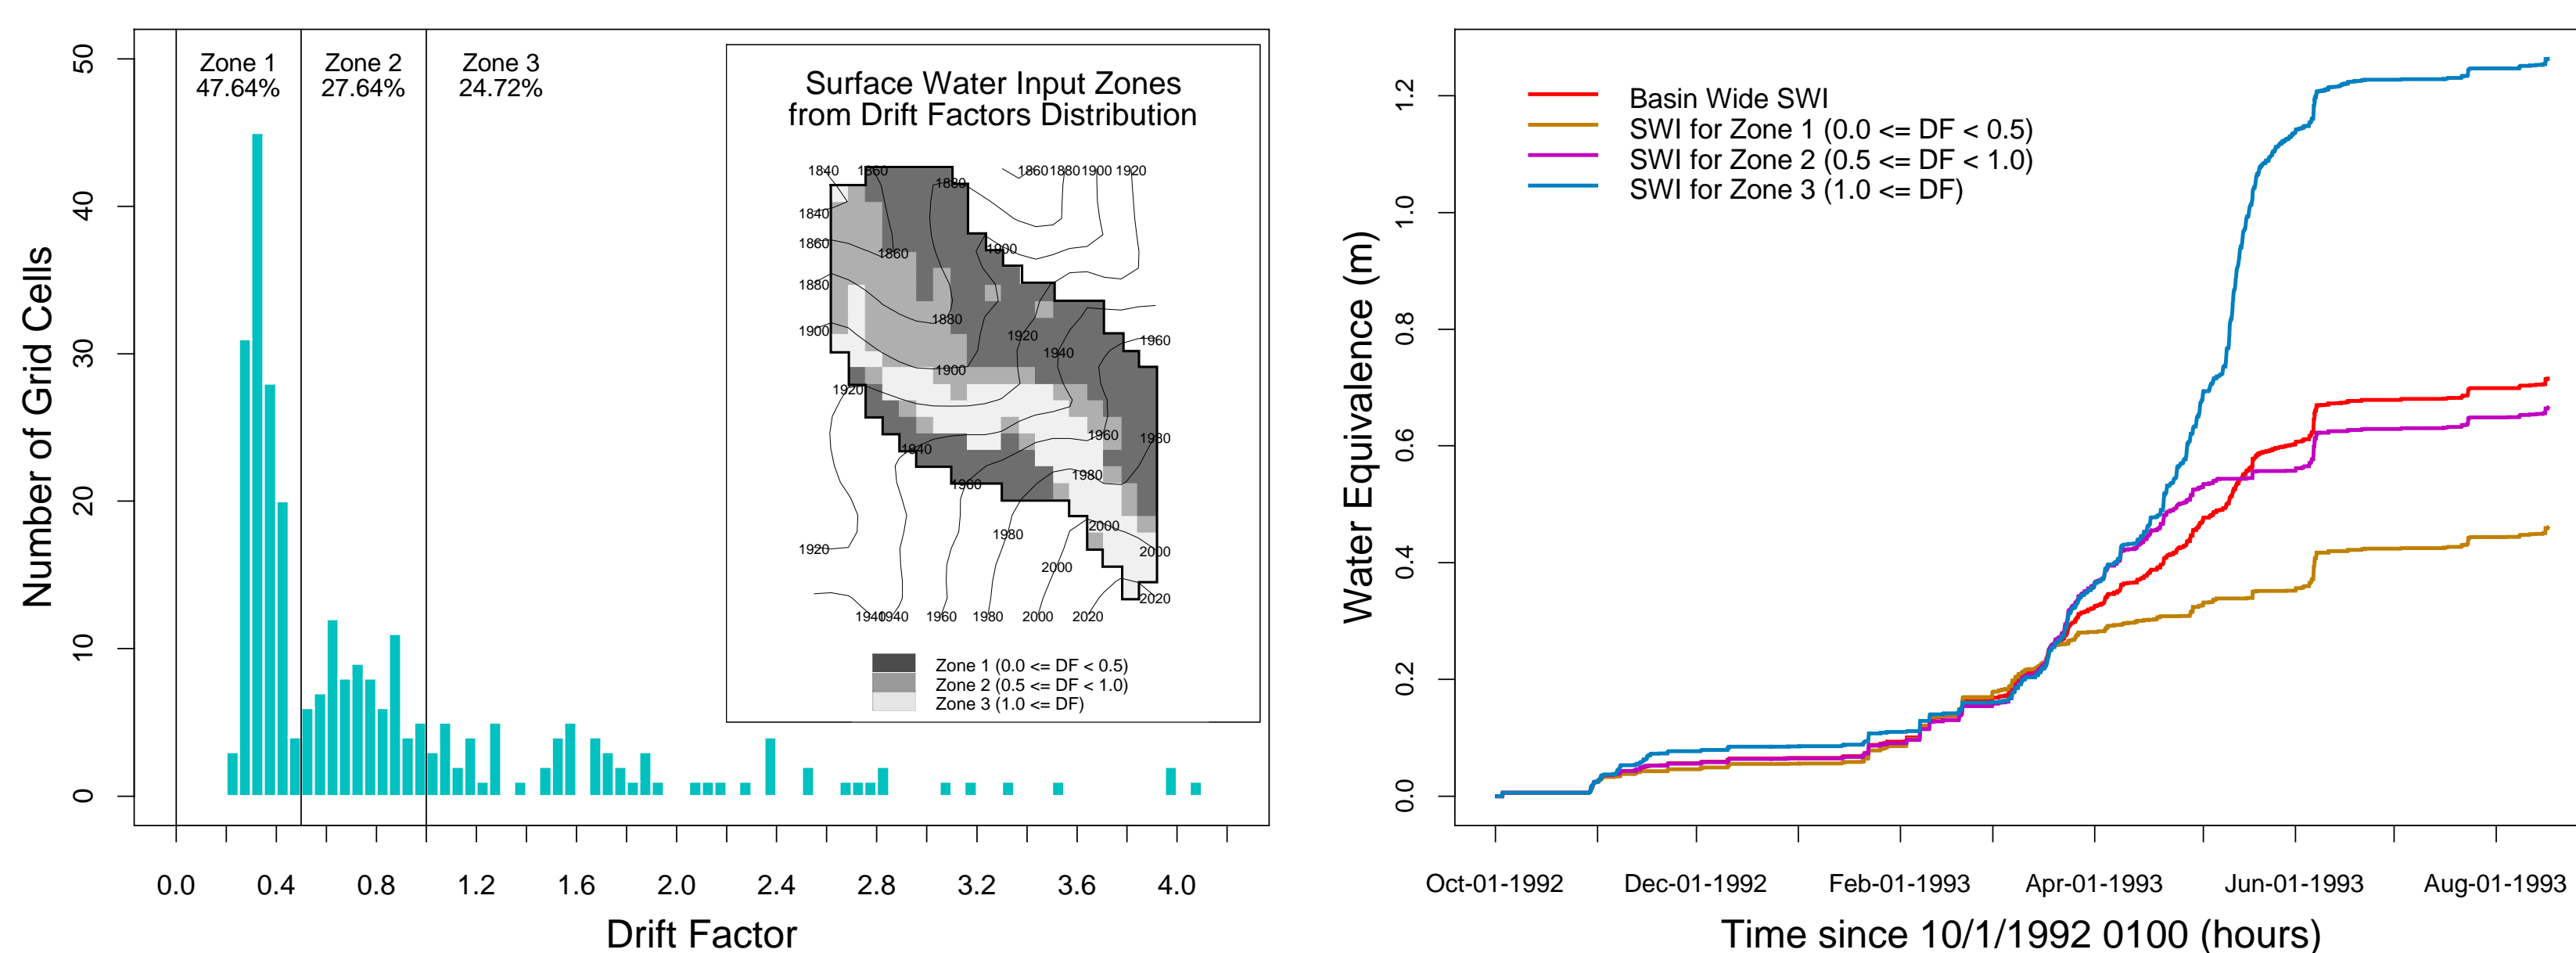 Zone 1
47.64%
Zone 2
27.64%
Zone 3
24.72%
Surface Water Input Zones
from Drift Factors Distribution
1840
1860
1880
1860
1880
1900
1920
1840
1860
1860
1900
1880
1880
1900
1920
1940
1960
1900
1920
1960
1980
1940
1980
1900
1980
2000
1920
2000
2000
2020
1940
1940
1960
1980
2000
2020
Zone 1 (0.0 <= DF < 0.5)
Zone 2 (0.5 <= DF < 1.0)
Zone 3 (1.0 <= DF)
Number of Grid Cells
0
10
20
30
40
50
0.0
0.4
0.8
1.2
1.6
2.0
2.4
2.8
3.2
3.6
4.0
Drift Factor
Basin Wide SWI
SWI for Zone 1 (0.0 <= DF < 0.5)
SWI for Zone 2 (0.5 <= DF < 1.0)
SWI for Zone 3 (1.0 <= DF)
Water Equivalence (m)
0.0
0.2
0.4
0.6
0.8
1.0
1.2
Oct-01-1992
Dec-01-1992
Feb-01-1993
Apr-01-1993
Jun-01-1993
Aug-01-1993
Time since 10/1/1992 0100 (hours)